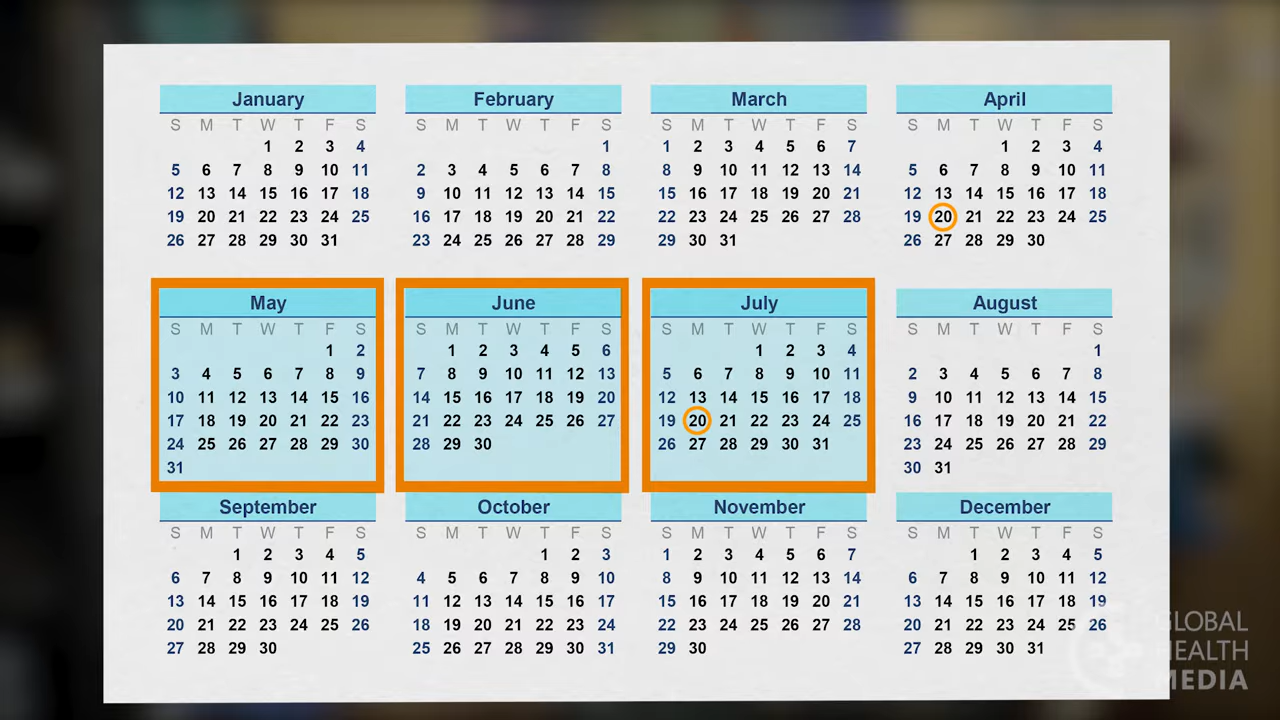 January February March April
S M T W T F S S M T W T F S S M T W T F S S M T W T F S
1 2 3 4 1 1 2 3 4 5 6 7 1 2 3 4
5 6 7 8 9 10 11 2 3 4 5 6 7 8 8 9 10 11 12 13 14 5 6 7 8 9 10 11
12 13 14 15 16 17 18 9 10 11 12 13 14 15 15 16 17 18 19 20 21 12 13 14 15 16 17 18
19 20 21 22 23 24 25 16 17 18 19 20 21 22 22 23 24 25 26 27 28 19 20 21 22 23 24 25
26 27 28 29 30 31 23 24 25 26 27 28 29 29 30 31 26 27 28 29 30
May June July August
S M T W T F S S M T W T F S S M T W T F S S M T W T F S
1 2 1 2 3 4 5 6 1 2 3 4 1
3 4 5 6 7 8 9 7 8 9 10 11 12 13 5 6 7 8 9 10 11 2 3 4 5 6 7 8
10 11 12 13 14 15 16 14 15 16 17 18 19 20 12 13 14 15 16 17 18 9 10 11 12 13 14 15
17 18 19 20 21 22 23 21 22 23 24 25 26 27 19 20 21 22 23 24 25 16 17 18 19 20 21 22
24 25 26 27 28 29 30 28 29 30 26 27 28 29 30 31 23 24 25 26 27 28 29
31 30 31
September October November December
S M T W T F S S M T W T F S S M T W T F S S M T W T F S
1 2 3 4 5 1 2 3 1 2 3 4 5 6 7 1 2 3 4 5
6 7 8 9 10 11 12 4 5 6 7 8 9 10 8 9 10 11 12 13 14 6 7 8 9 10 11 12
13 14 15 16 17 18 19 11 12 13 14 15 16 17 15 16 17 18 19 20 21 13 14 15 16 17 18 19
20 21 22 23 24 25 26 18 19 20 21 22 23 24 22 23 24 25 26 27 28 20 21 22 23 24 25 26
27 28 29 30 25 26 27 28 29 30 31 29 30 27 28 29 30 31
GLOBAL
HEALTH
MEDIA